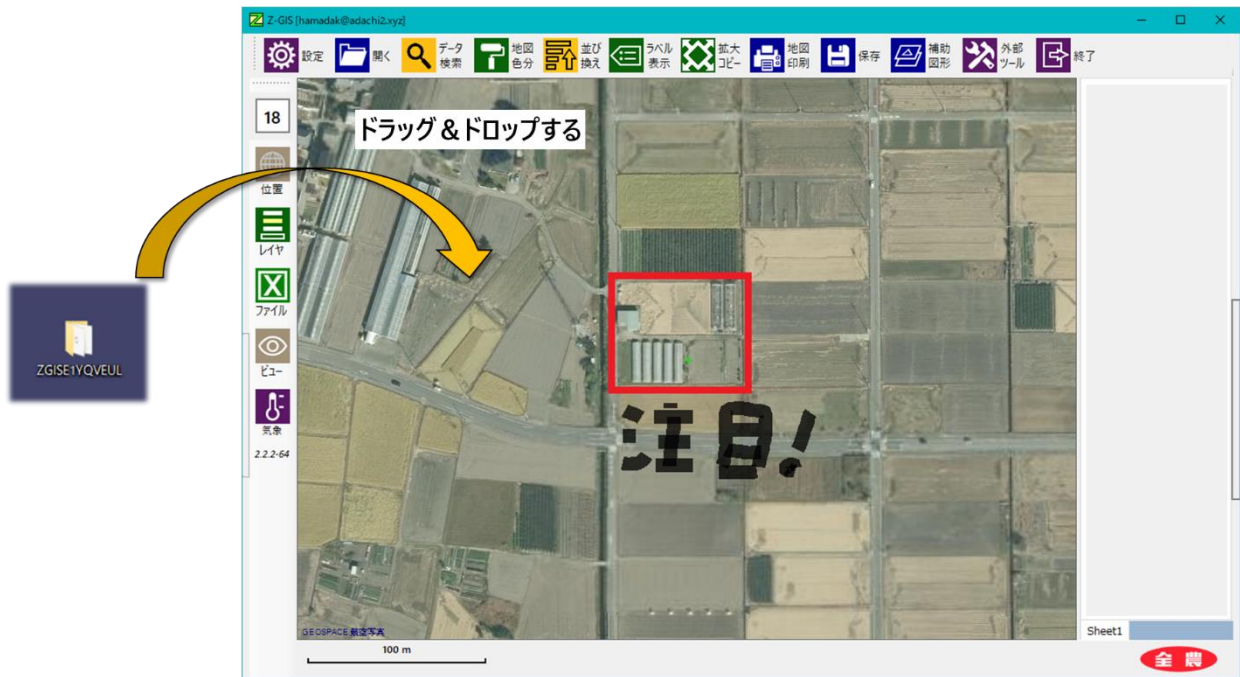 Z-GIS [hamadak@adachi2.xyz]
設定
開く
データ
検索
地図
色分
並び
換え
ラベル
表示
拡大
コピー
地図
印刷
保存
補助
図形
外部
ツール
終了
18
位置
レイヤ
ファイル
ビュー
気象
2.2.2-64
ドラッグ&ドロップする
ZGISE1YQVEUL
注目!
GEOSPACE 航空写真
100 m
Sheet1
全農